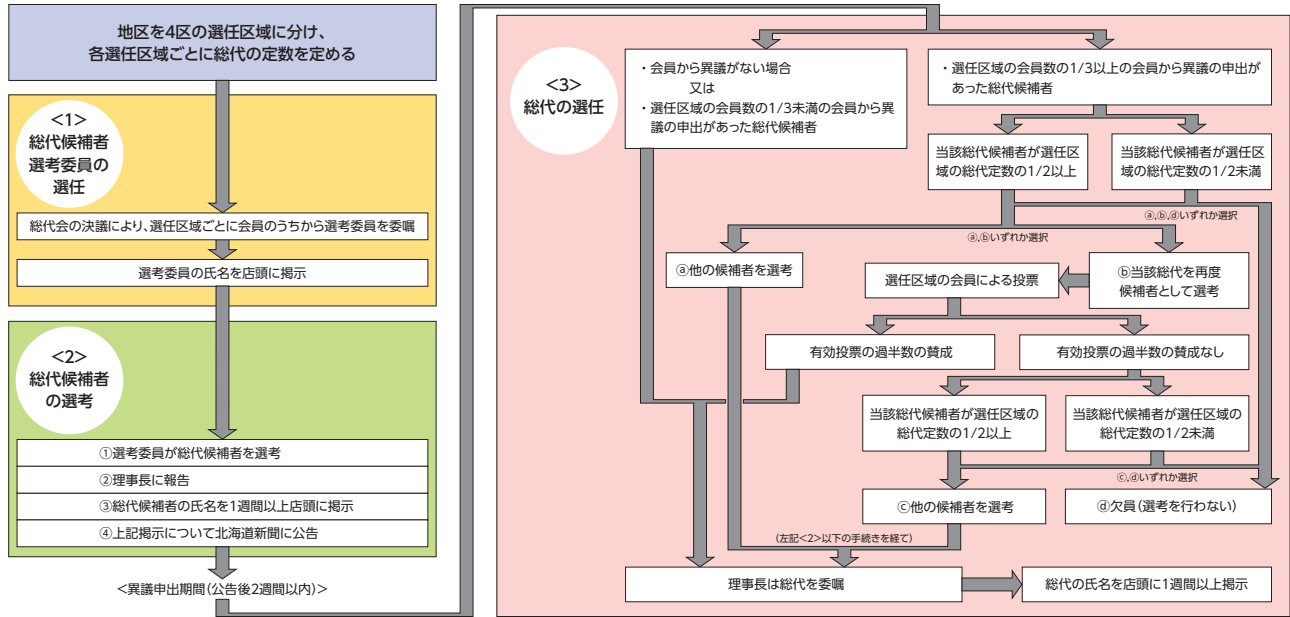 地区を4区の選任区域に分け、
各選任区域ごとに総代の定数を定める
<1>
総代候補者
選考委員の
選任
総代会の決議により、選任区域ごとに会員のうちから選考委員を委嘱
選考委員の氏名を店頭に掲示
<2>
総代候補者
の選考
①選考委員が総代候補者を選考
②理事長に報告
③総代候補者の氏名を1週間以上店頭に掲示
④上記掲示について北海道新聞に公告
<異議申出期間(公告後2週間以内)>
<3>
総代の選任
・会員から異議がない場合
又は
・選任区域の会員数の1/3未満の会員から異
議の申出があった総代候補者
・選任区域の会員数の1/3以上の会員から異議の申出が
あった総代候補者
当該総代候補者が選任区
域の総代定数の1/2以上
当該総代候補者が選任区
域の総代定数の1/2未満
ⓐ,ⓑ,ⓓいずれか選択
ⓐ,ⓑいずれか選択
ⓐ他の候補者を選考
選任区域の会員による投票
ⓑ当該総代を再度
候補者として選考
有効投票の過半数の賛成
有効投票の過半数の賛成なし
当該総代候補者が選任区域の
総代定数の1/2以上
当該総代候補者が選任区域の
総代定数の1/2未満
ⓒ,ⓓいずれか選択
ⓒ他の候補者を選考
ⓓ欠員(選考を行わない)
(左記<2>以下の手続きを経て)
理事長は総代を委嘱
総代の氏名を店頭に1週間以上掲示